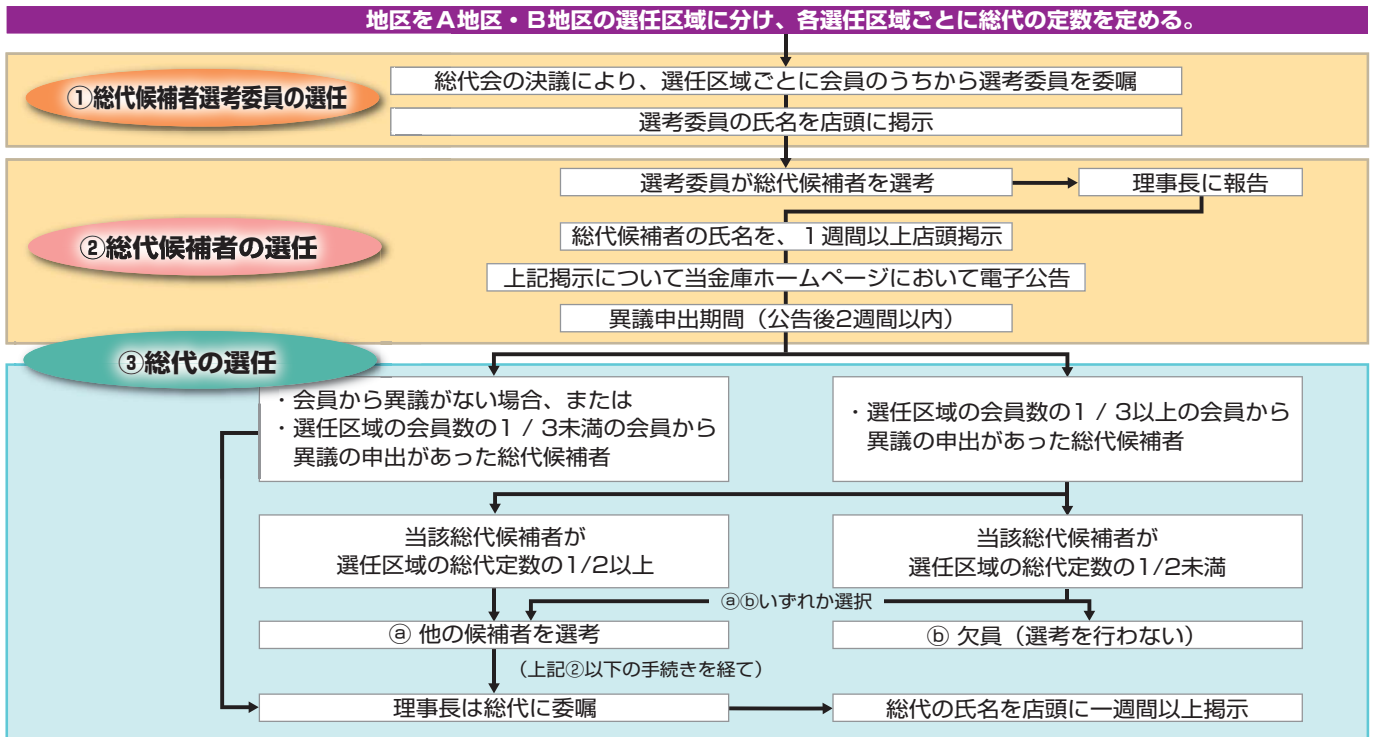 地区をA地区・B地区の選任区域に分け、各選任区域ごとに総代の定数を定める。
①総代候補者選考委員の選任
総代会の決議により、選任区域ごとに会員のうちから選考委員を委嘱
選考委員の氏名を店頭に掲示
②総代候補者の選任
選考委員が総代候補者を選考
理事長に報告
総代候補者の氏名を、１週間以上店頭掲示
上記掲示について当金庫ホームページにおいて電子公告
異議申出期間（公告後2週間以内）
③総代の選任
・会員から異議がない場合、または
・選任区域の会員数の1 / 3未満の会員から
異議の申出があった総代候補者
・選任区域の会員数の1 / 3以上の会員から
異議の申出があった総代候補者
当該総代候補者が
選任区域の総代定数の1/2以上
当該総代候補者が
選任区域の総代定数の1/2未満
ⓐⓑいずれか選択
ⓐ 他の候補者を選考
ⓑ 欠員（選考を行わない）
（上記②以下の手続きを経て）
理事長は総代に委嘱
総代の氏名を店頭に一週間以上掲示